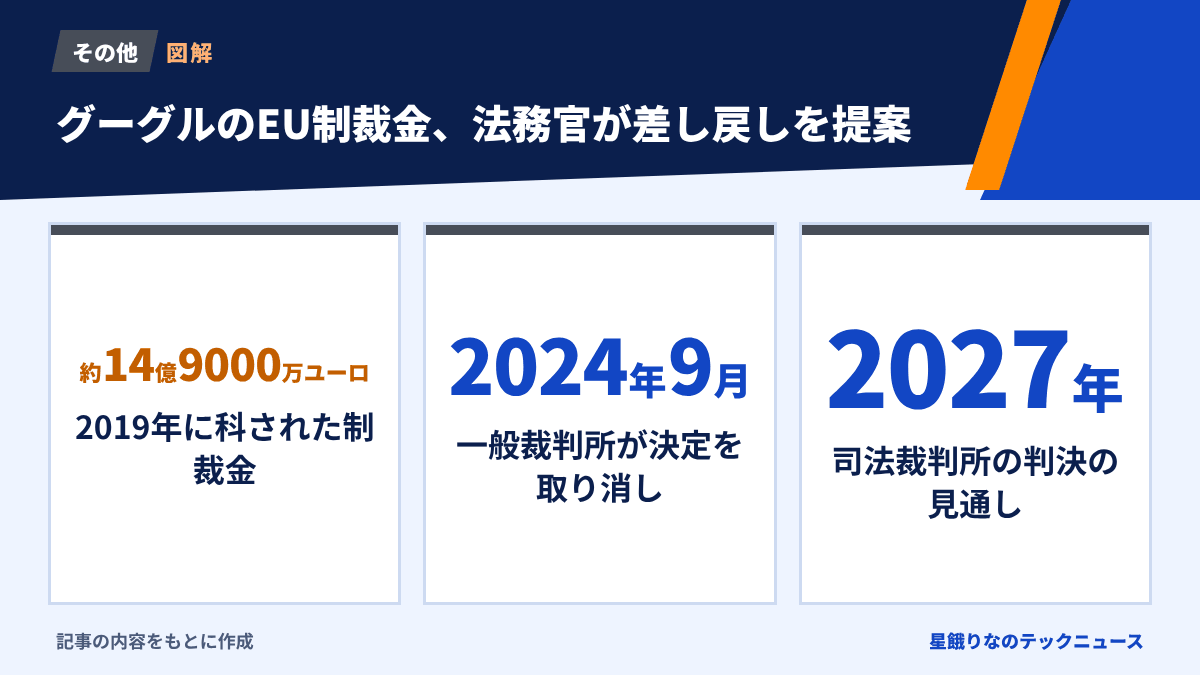 その他 図解
グーグルのEU制裁金、法務官が差し戻しを提案
約14億9000万ユーロ
2019年に科された制
裁金
2024年9月
一般裁判所が決定を
取り消し
2027年
司法裁判所の判決の
見通し
記事の内容をもとに作成
星餓りなのテックニュース